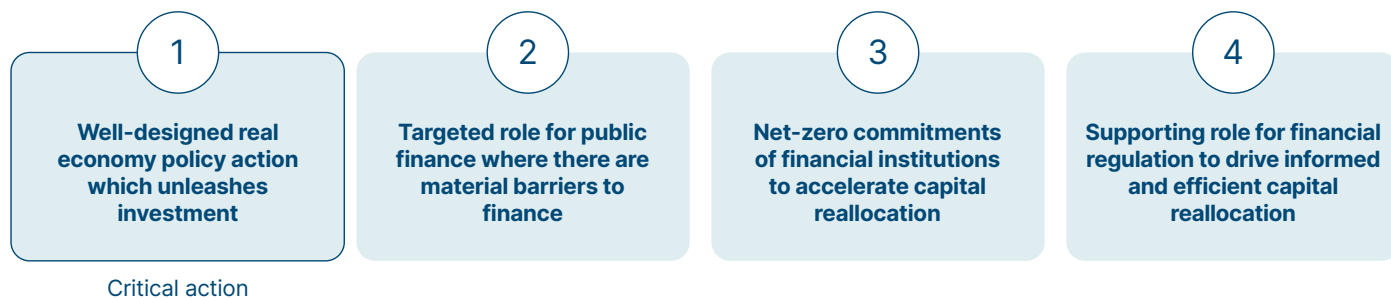 1
Well-designed real
economy policy action
which unleashes
investment
Critical action
2
Targeted role for public
finance where there are
material barriers to
finance
3
Net-zero commitments
of financial institutions
to accelerate capital
reallocation
4
Supporting role for financial
regulation to drive informed
and efficient capital
reallocation